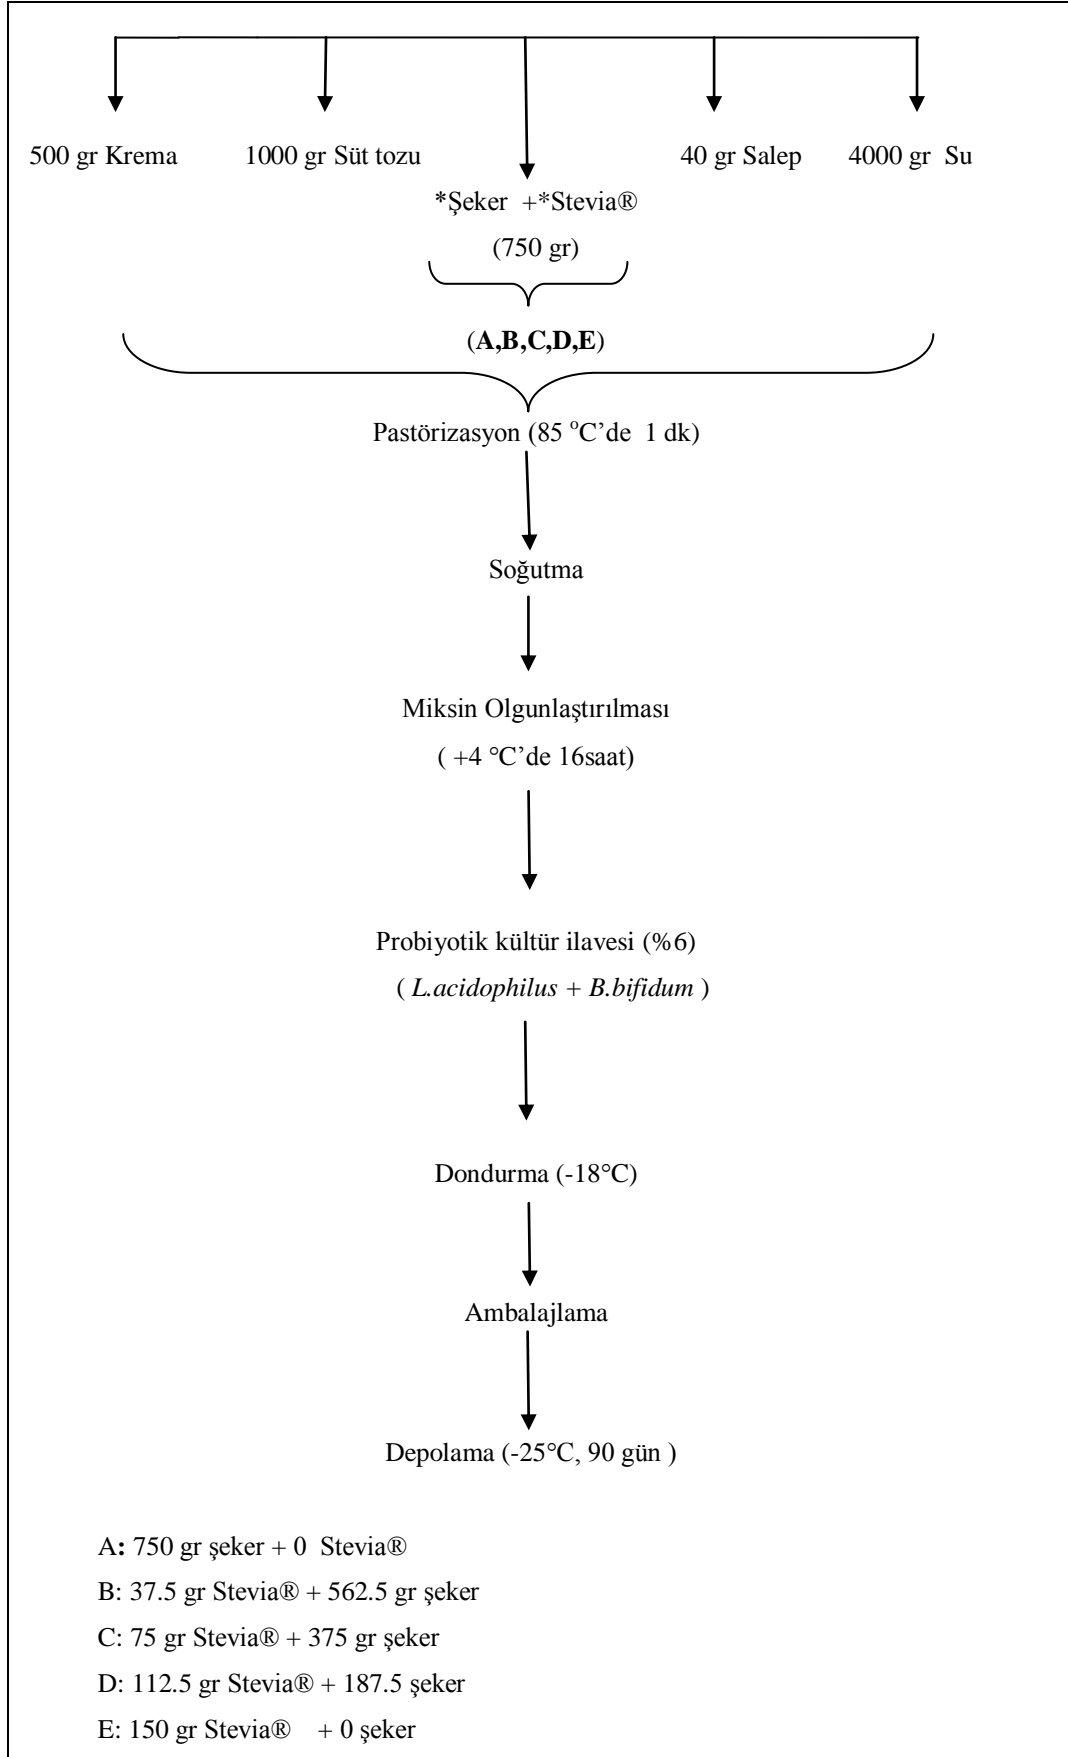 500 gr Krema 1000 gr Süt tozu 40 gr Salep 4000 gr Su
*Şeker +*Stevia®
(750 gr)
(A,B,C,D,E)
Pastörizasyon (85 °C’de 1 dk)
Soğutma
Miksin Olgunlaştırılması
( +4 °C’de 16saat)
Probiyotik kültür ilavesi (%6)
( L.acidophilus + B.bifidum )
Dondurma (-18°C)
Ambalajlama
Depolama (-25°C, 90 gün )
A: 750 gr şeker + 0 Stevia®
B: 37.5 gr Stevia® + 562.5 gr şeker
C: 75 gr Stevia® + 375 gr şeker
D: 112.5 gr Stevia® + 187.5 şeker
E: 150 gr Stevia® + 0 şeker